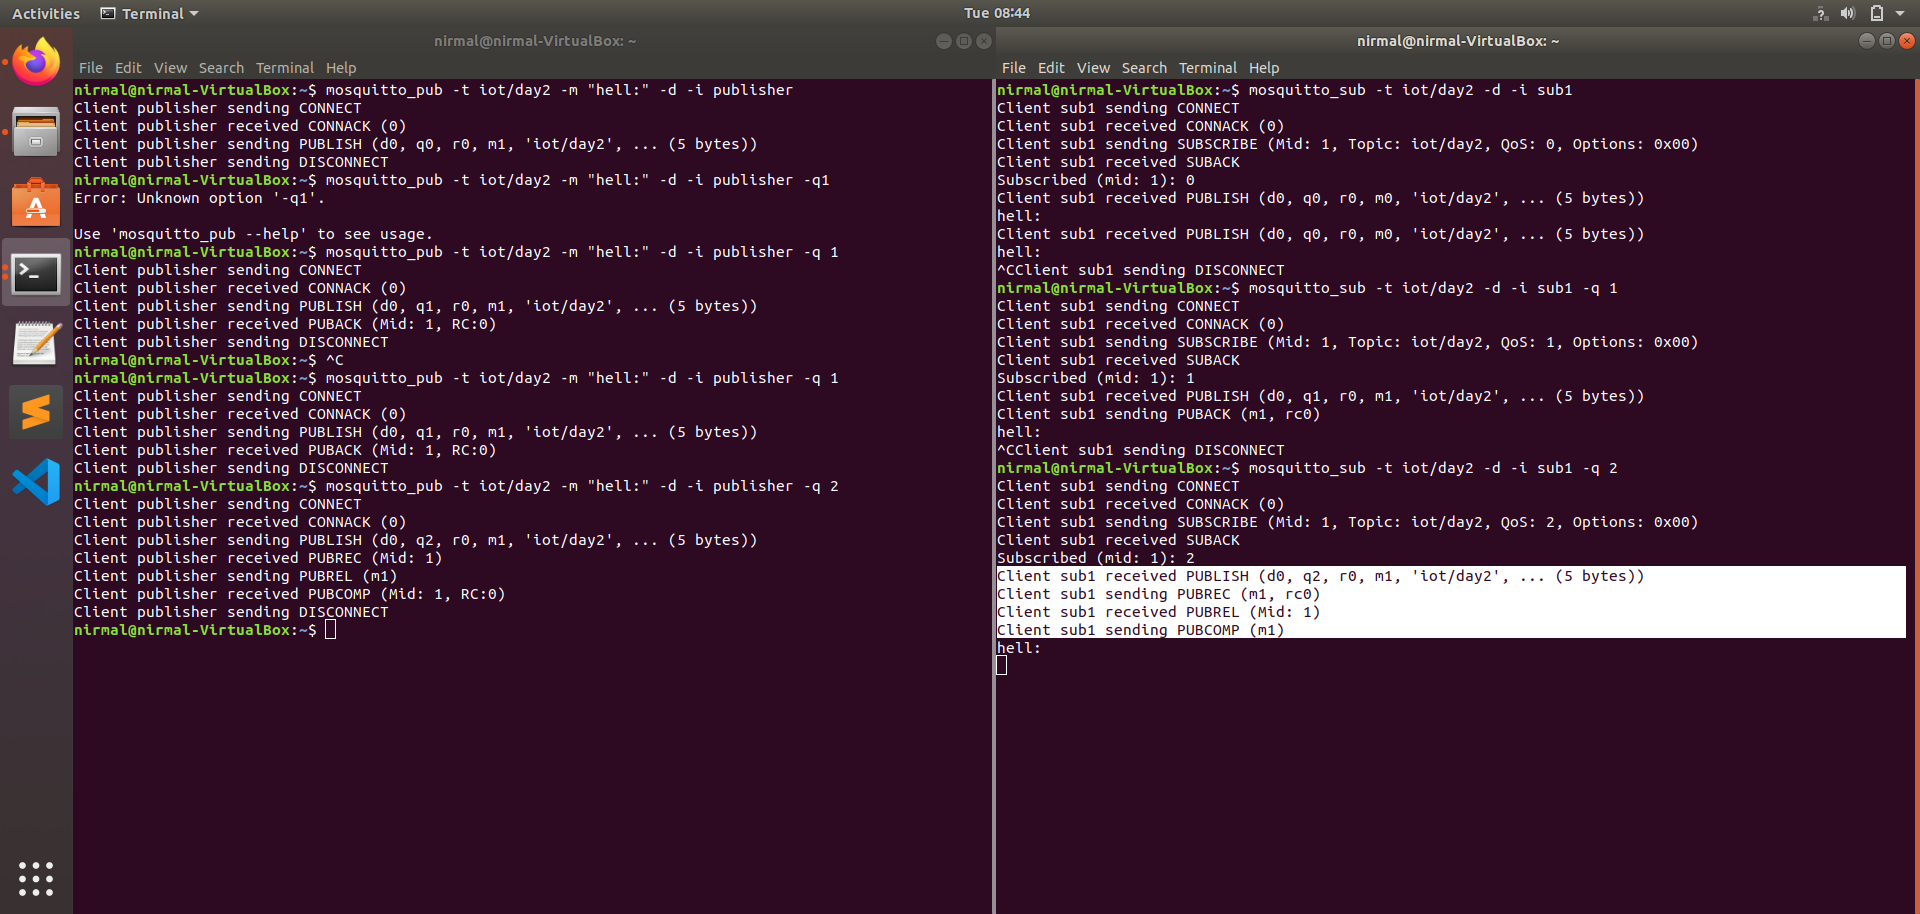 Activities Terminal Tue 08:44
nirmal@nirmal-VirtualBox: ~
File Edit View Search Terminal Help
nirmal@nirmal-VirtualBox:~$ mosquitto_pub -t iot/day2 -m "hell:" -d -i publisher
Client publisher sending CONNECT
Client publisher received CONNACK (0)
Client publisher sending PUBLISH (d0, q0, r0, m1, 'iot/day2', ... (5 bytes))
Client publisher sending DISCONNECT
nirmal@nirmal-VirtualBox:~$ mosquitto_pub -t iot/day2 -m "hell:" -d -i publisher -q1
Error: Unknown option '-q1'.
Use 'mosquitto_pub --help' to see usage.
nirmal@nirmal-VirtualBox:~$ mosquitto_pub -t iot/day2 -m "hell:" -d -i publisher -q 1
Client publisher sending CONNECT
Client publisher received CONNACK (0)
Client publisher sending PUBLISH (d0, q1, r0, m1, 'iot/day2', ... (5 bytes))
Client publisher received PUBACK (Mid: 1, RC:0)
Client publisher sending DISCONNECT
nirmal@nirmal-VirtualBox:~$ ^C
nirmal@nirmal-VirtualBox:~$ mosquitto_pub -t iot/day2 -m "hell:" -d -i publisher -q 1
Client publisher sending CONNECT
Client publisher received CONNACK (0)
Client publisher sending PUBLISH (d0, q1, r0, m1, 'iot/day2', ... (5 bytes))
Client publisher received PUBACK (Mid: 1, RC:0)
Client publisher sending DISCONNECT
nirmal@nirmal-VirtualBox:~$ mosquitto_pub -t iot/day2 -m "hell:" -d -i publisher -q 2
Client publisher sending CONNECT
Client publisher received CONNACK (0)
Client publisher sending PUBLISH (d0, q2, r0, m1, 'iot/day2', ... (5 bytes))
Client publisher received PUBREC (Mid: 1)
Client publisher sending PUBREL (m1)
Client publisher received PUBCOMP (Mid: 1, RC:0)
Client publisher sending DISCONNECT
nirmal@nirmal-VirtualBox:~$
nirmal@nirmal-VirtualBox: ~
File Edit View Search Terminal Help
nirmal@nirmal-VirtualBox:~$ mosquitto_sub -t iot/day2 -d -i sub1
Client sub1 sending CONNECT
Client sub1 received CONNACK (0)
Client sub1 sending SUBSCRIBE (Mid: 1, Topic: iot/day2, QoS: 0, Options: 0x00)
Client sub1 received SUBACK
Subscribed (mid: 1): 0
Client sub1 received PUBLISH (d0, q0, r0, m0, 'iot/day2', ... (5 bytes))
hell:
Client sub1 received PUBLISH (d0, q0, r0, m0, 'iot/day2', ... (5 bytes))
hell:
^CClient sub1 sending DISCONNECT
nirmal@nirmal-VirtualBox:~$ mosquitto_sub -t iot/day2 -d -i sub1 -q 1
Client sub1 sending CONNECT
Client sub1 received CONNACK (0)
Client sub1 sending SUBSCRIBE (Mid: 1, Topic: iot/day2, QoS: 1, Options: 0x00)
Client sub1 received SUBACK
Subscribed (mid: 1): 1
Client sub1 received PUBLISH (d0, q1, r0, m1, 'iot/day2', ... (5 bytes))
Client sub1 sending PUBACK (m1, rc0)
hell:
^CClient sub1 sending DISCONNECT
nirmal@nirmal-VirtualBox:~$ mosquitto_sub -t iot/day2 -d -i sub1 -q 2
Client sub1 sending CONNECT
Client sub1 received CONNACK (0)
Client sub1 sending SUBSCRIBE (Mid: 1, Topic: iot/day2, QoS: 2, Options: 0x00)
Client sub1 received SUBACK
Subscribed (mid: 1): 2
Client sub1 received PUBLISH (d0, q2, r0, m1, 'iot/day2', ... (5 bytes))
Client sub1 sending PUBREC (m1, rc0)
Client sub1 received PUBREL (Mid: 1)
Client sub1 sending PUBCOMP (m1)
hell: